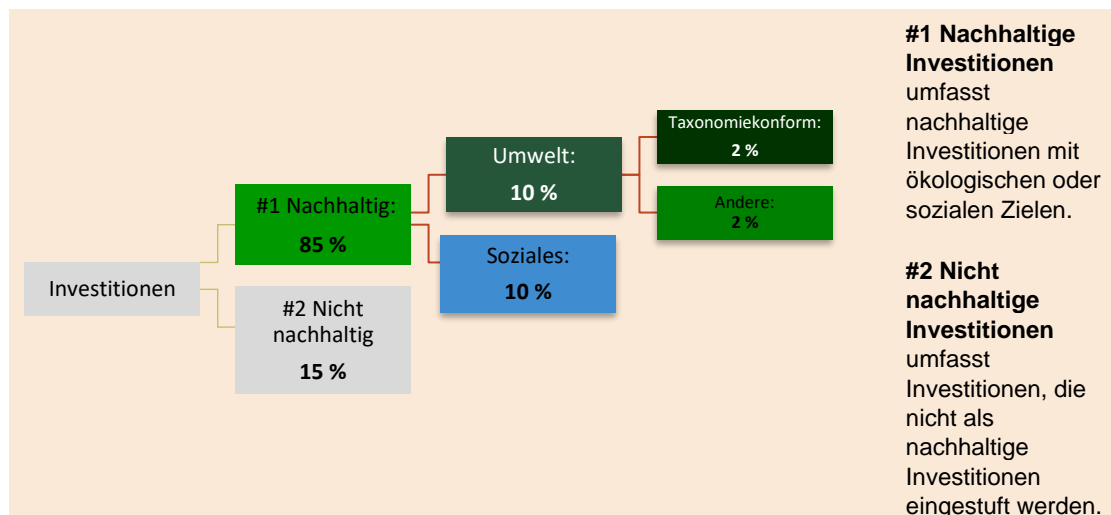 Investitionen
#1 Nachhaltig:
85 %
#2 Nicht
nachhaltig
15 %
Umwelt:
10 %
Soziales:
10 %
Taxonomiekonform:
2 %
Andere:
2 %
#1 Nachhaltige
Investitionen
umfasst
nachhaltige
Investitionen mit
ökologischen oder
sozialen Zielen.
#2 Nicht
nachhaltige
Investitionen
umfasst
Investitionen, die
nicht als
nachhaltige
Investitionen
eingestuft werden.